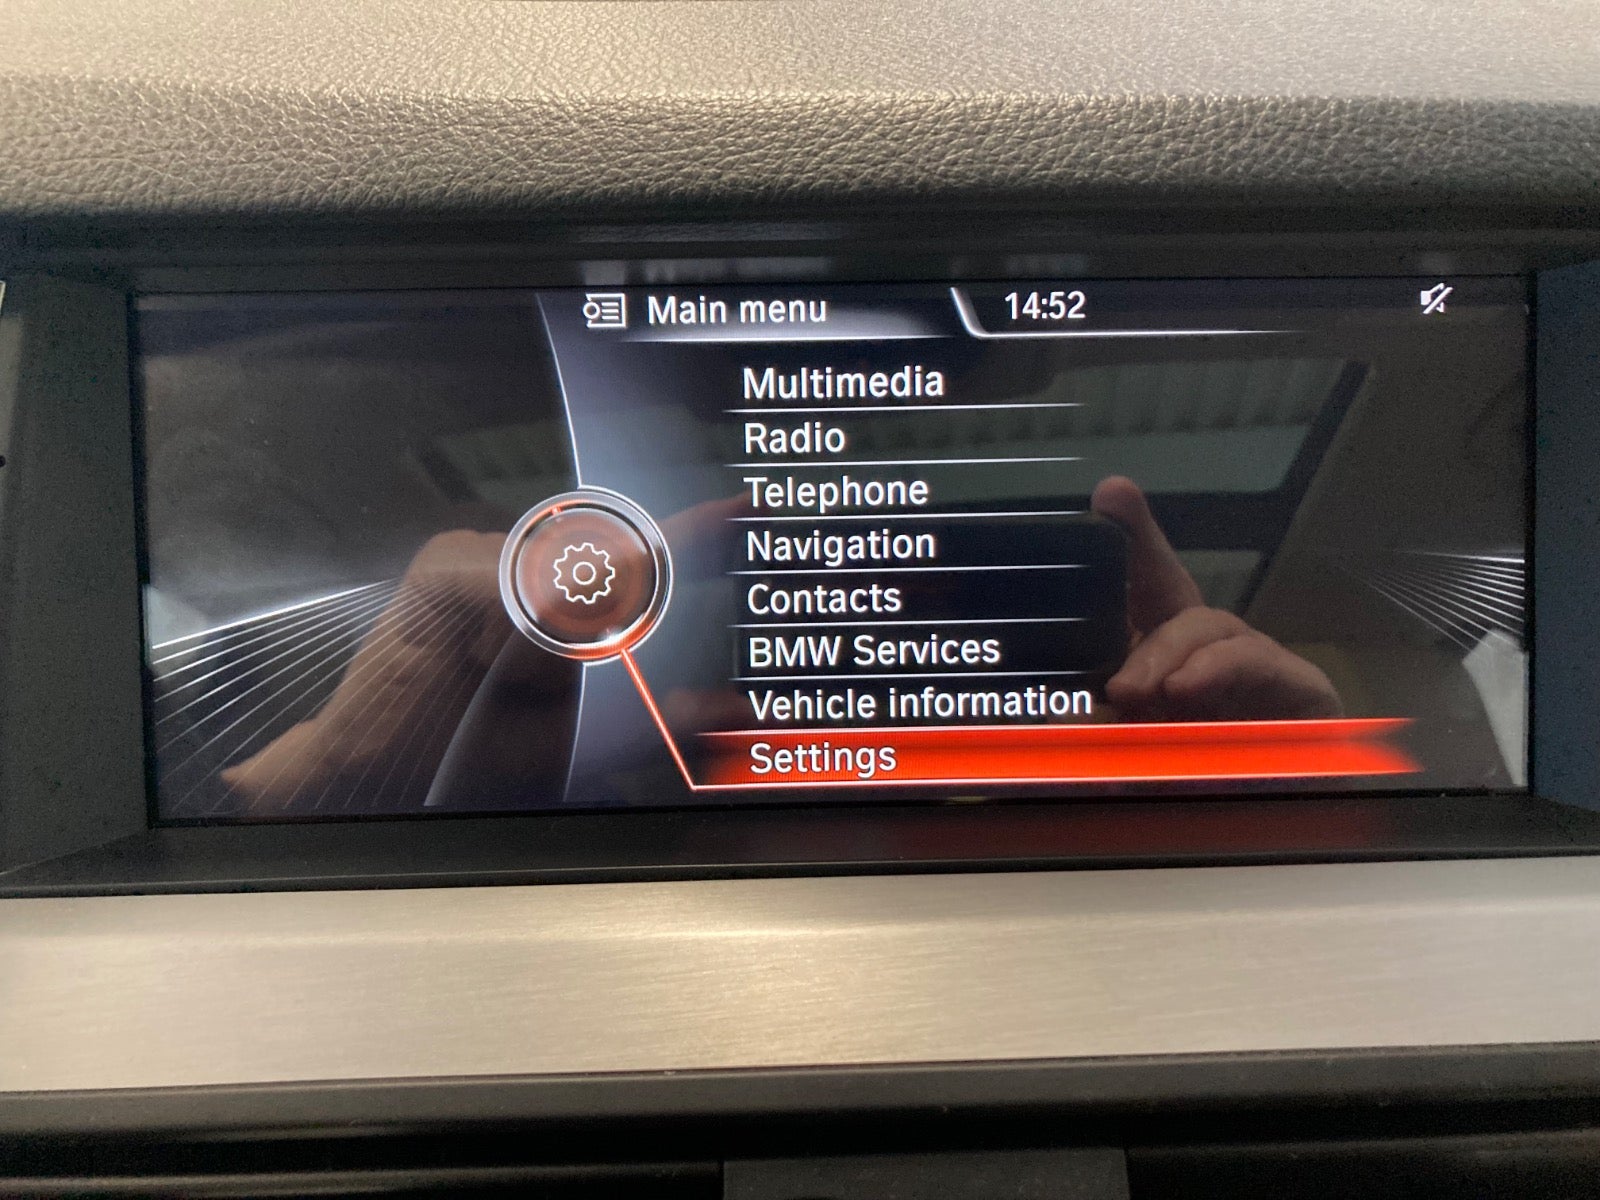 Main menu 14:52
Multimedia
Radio
Telephone
Navigation
Contacts
BMW Services
Vehicle information
Settings